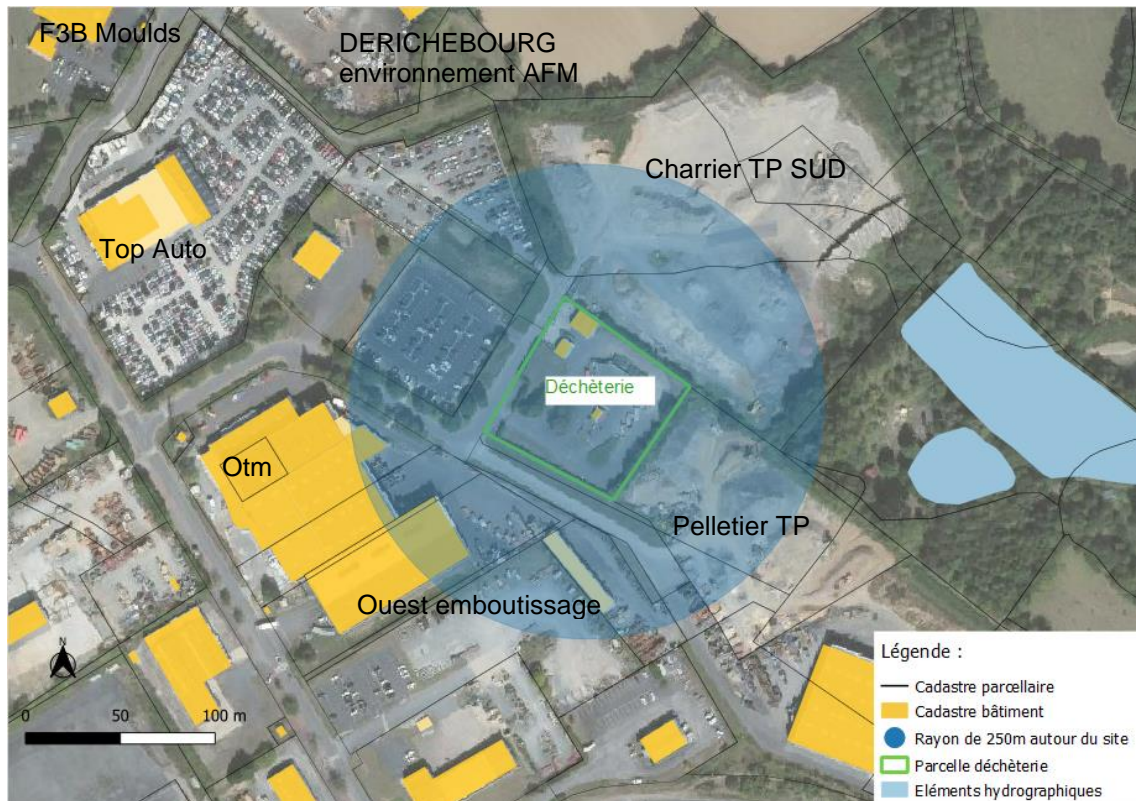 F3B Moulds
DERICHEBOURG
environnement AFM
Charrier TP SUD
Top Auto
Déchèterie
Otm
Pelletier TP
Ouest emboutissage
N
0 50 100 m
Légende :
Cadastre parcellaire
Cadastre bâtiment
Rayon de 250m autour du site
Parcelle déchèterie
Eléments hydrographiques